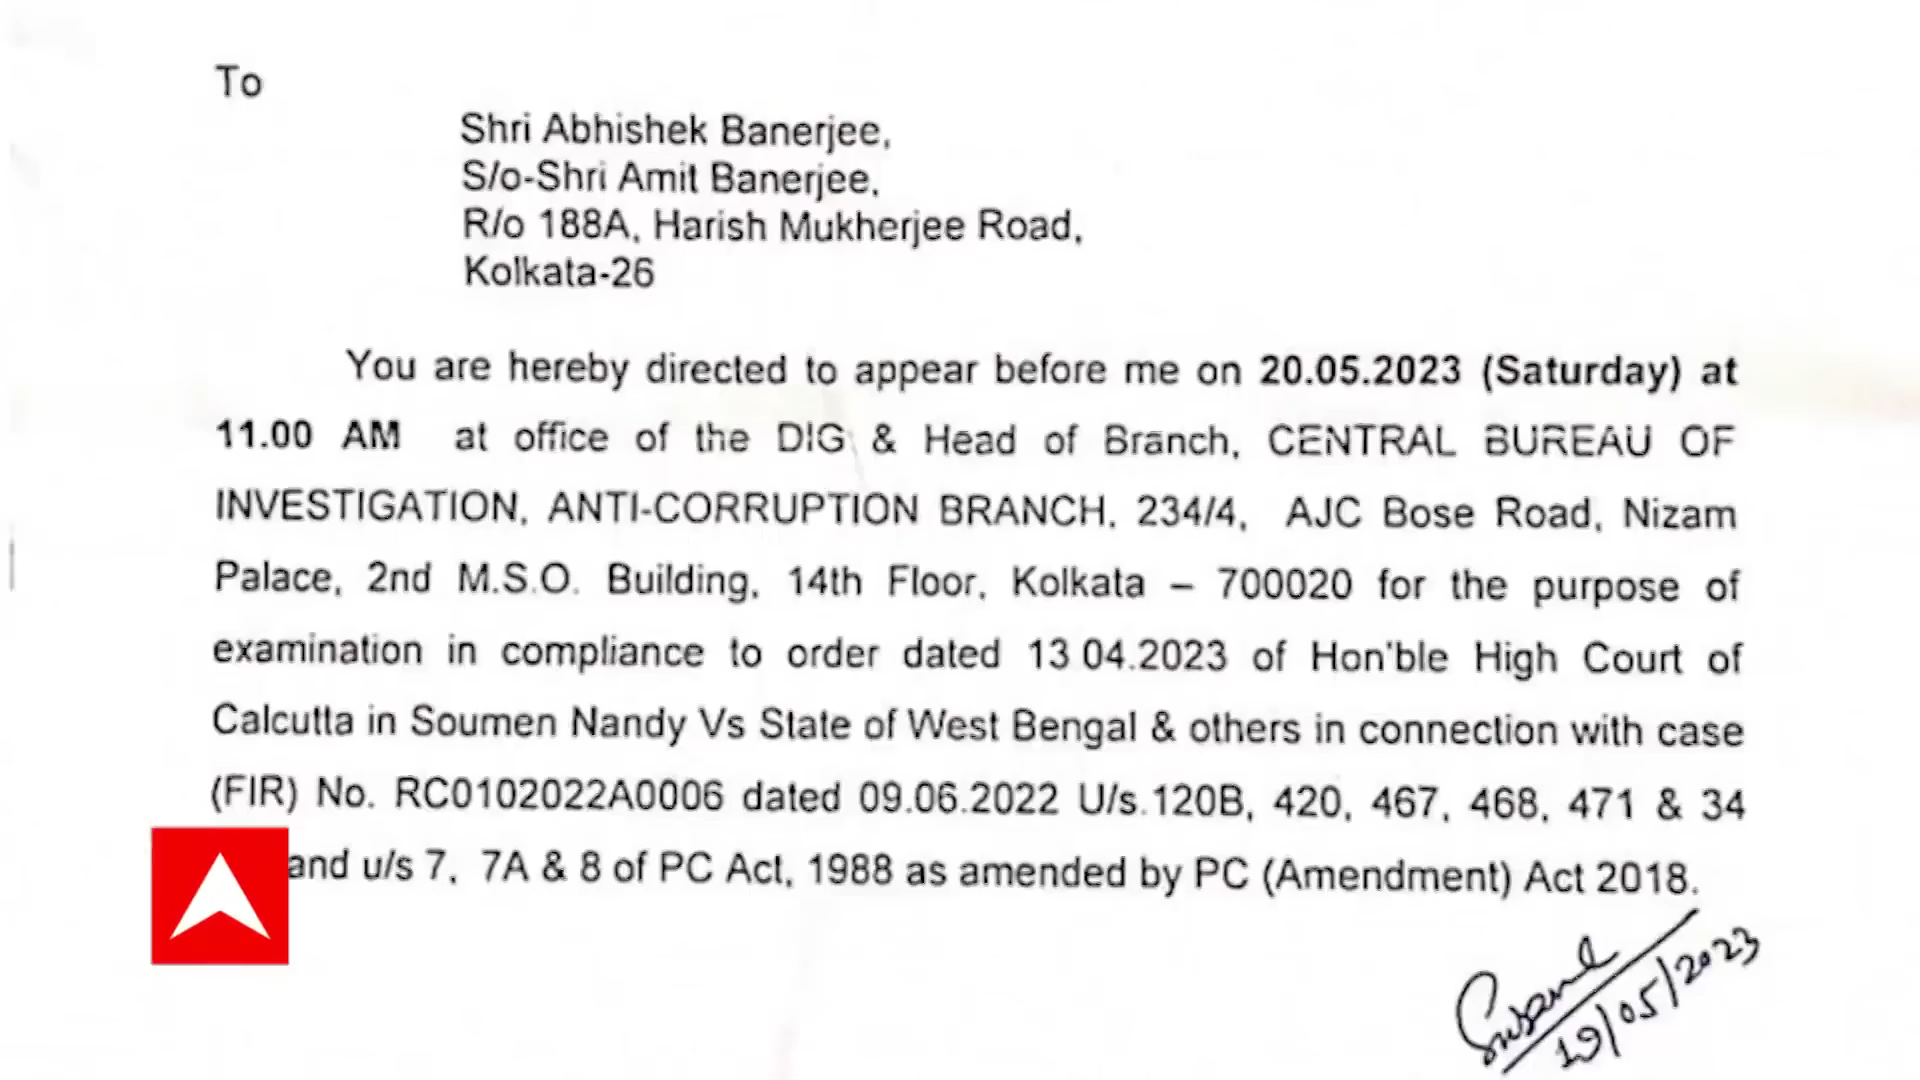 To
Shri Abhishek Banerjee,
S/o-Shri Amit Banerjee,
R/o 188A, Harish Mukherjee Road,
Kolkata-26
You are hereby directed to appear before me on 20.05.2023 (Saturday) at
11.00 AM at office of the DIG & Head of Branch, CENTRAL BUREAU OF
INVESTIGATION, ANTI-CORRUPTION BRANCH. 234/4, AJC Bose Road, Nizam
Palace, 2nd M.S.O. Building, 14th Floor, Kolkata – 700020 for the purpose of
examination in compliance to order dated 13 04.2023 of Hon'ble High Court of
Calcutta in Soumen Nandy Vs State of West Bengal & others in connection with case
(FIR) No. RC0102022A0006 dated 09.06.2022 U/s.120B, 420, 467, 468, 471 & 34
and u/s 7, 7A & 8 of PC Act, 1988 as amended by PC (Amendment) Act 2018.
19/05/2023